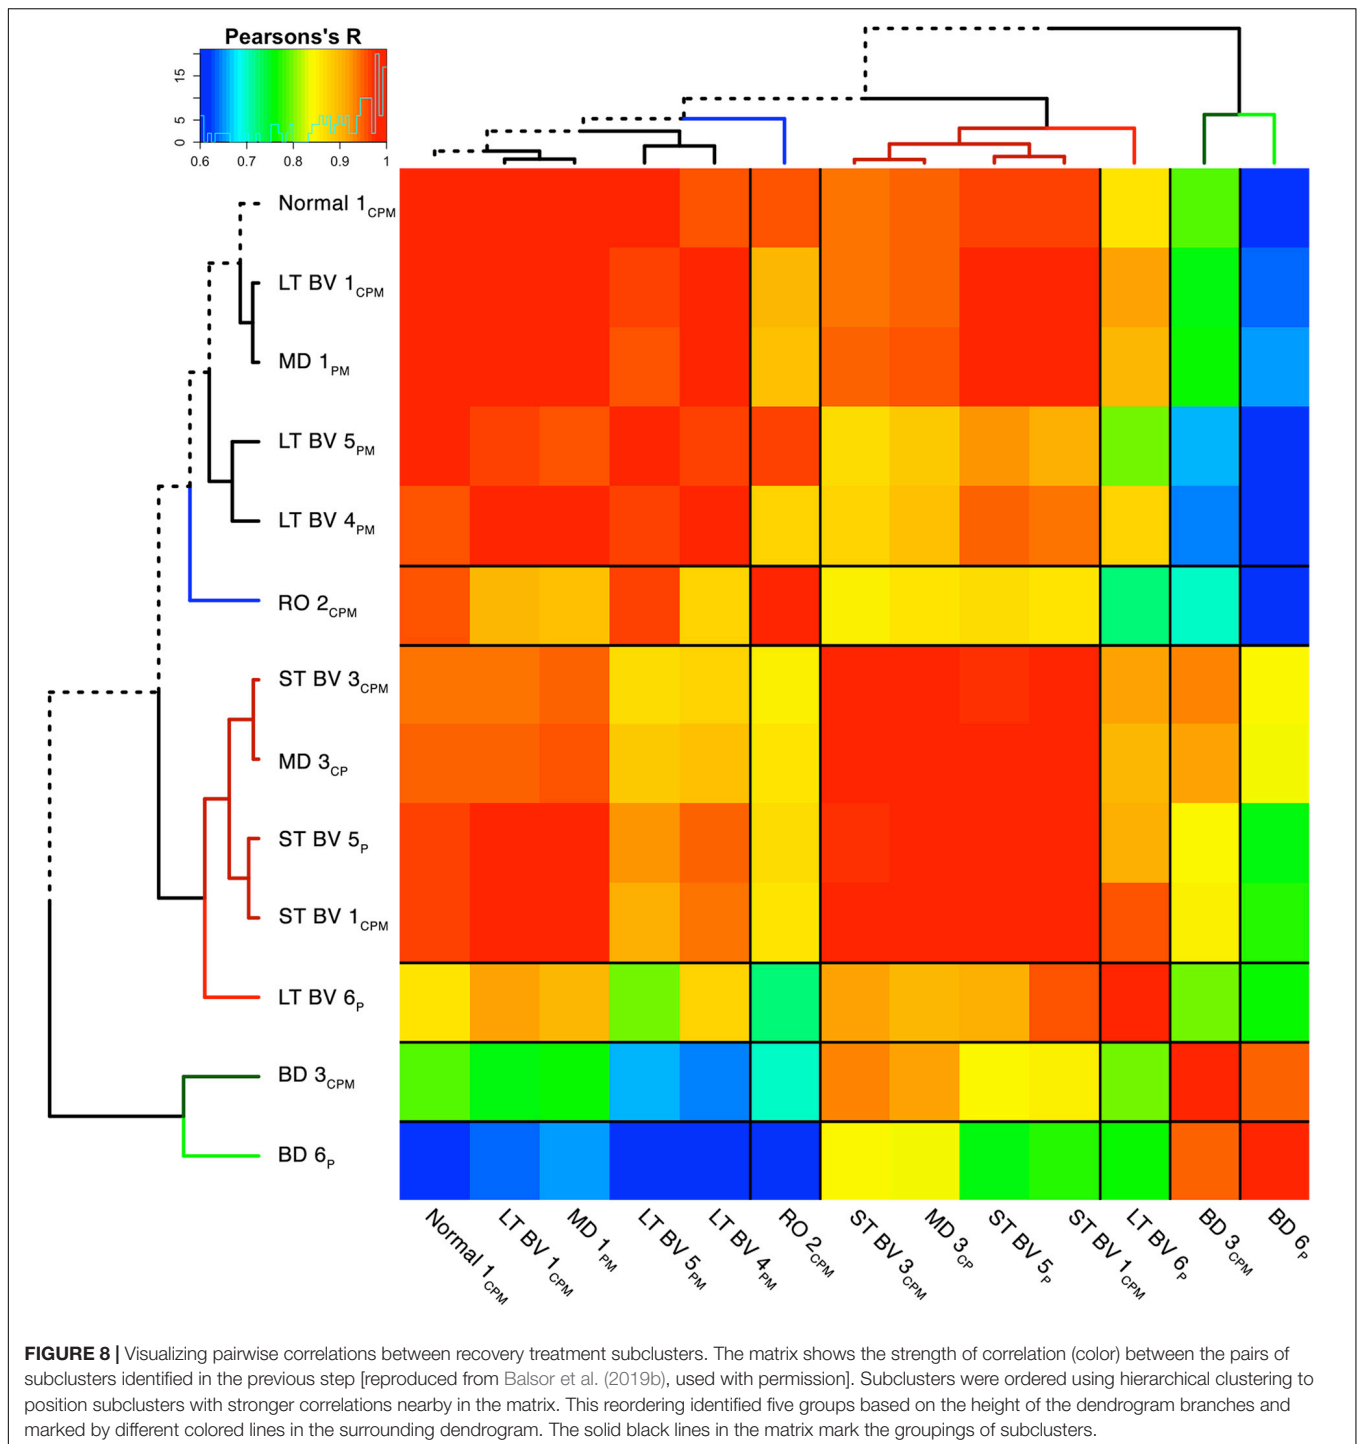 Pearsons's R
15
5
0
0.6 0.7 0.8 0.9 1
Normal 1CPM
LT BV 1CPM
MD 1PM
LT BV 5PM
LT BV 4PM
RO 2CPM
ST BV 3CPM
MD 3CP
ST BV 5P
ST BV 1CPM
LT BV 6P
BD 3CPM
BD 6P
Normal 1CPM LT BV 1CPM MD 1PM LT BV 5PM LT BV 4PM RO 2CPM ST BV 3CPM MD 3CP ST BV 5P ST BV 1CPM LT BV 6P BD 3CPM BD 6P
FIGURE 8 | Visualizing pairwise correlations between recovery treatment subclusters. The matrix shows the strength of correlation (color) between the pairs of
subclusters identified in the previous step [reproduced from Balsor et al. (2019b), used with permission]. Subclusters were ordered using hierarchical clustering to
position subclusters with stronger correlations nearby in the matrix. This reordering identified five groups based on the height of the dendrogram branches and
marked by different colored lines in the surrounding dendrogram. The solid black lines in the matrix mark the groupings of subclusters.